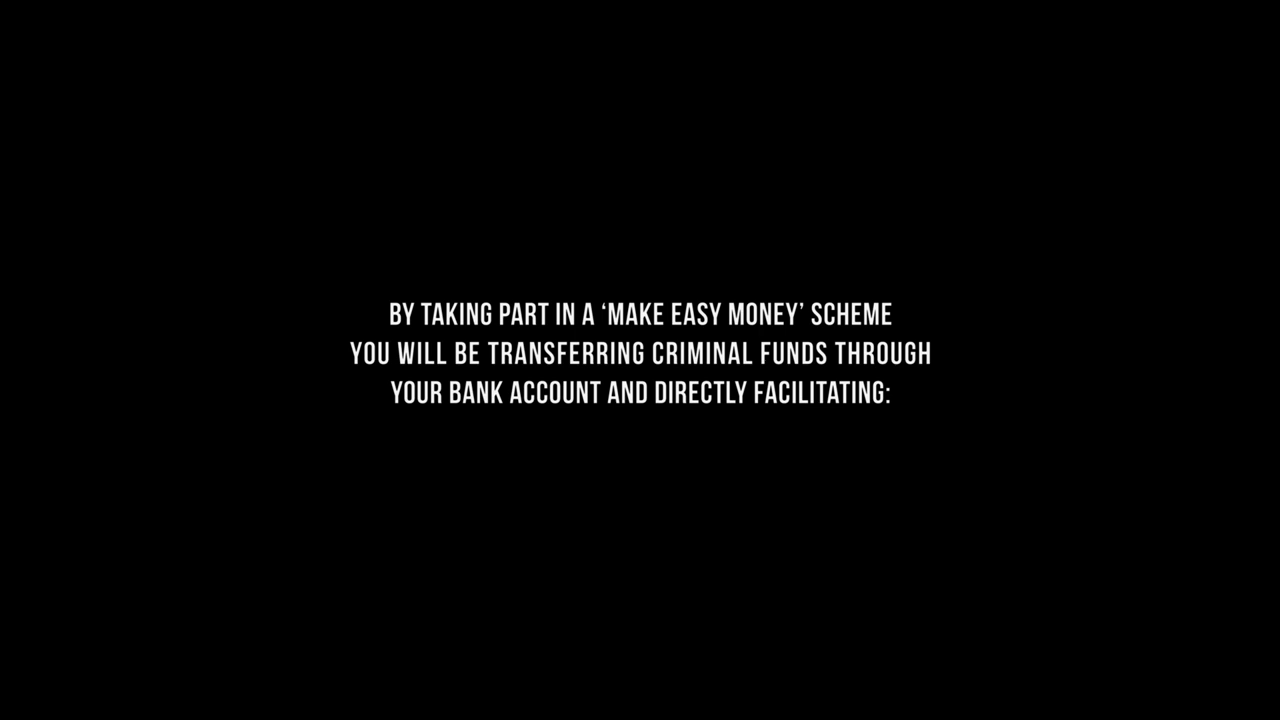 BY TAKING PART IN A ‘MAKE EASY MONEY’ SCHEME
YOU WILL BE TRANSFERRING CRIMINAL FUNDS THROUGH
YOUR BANK ACCOUNT AND DIRECTLY FACILITATING: